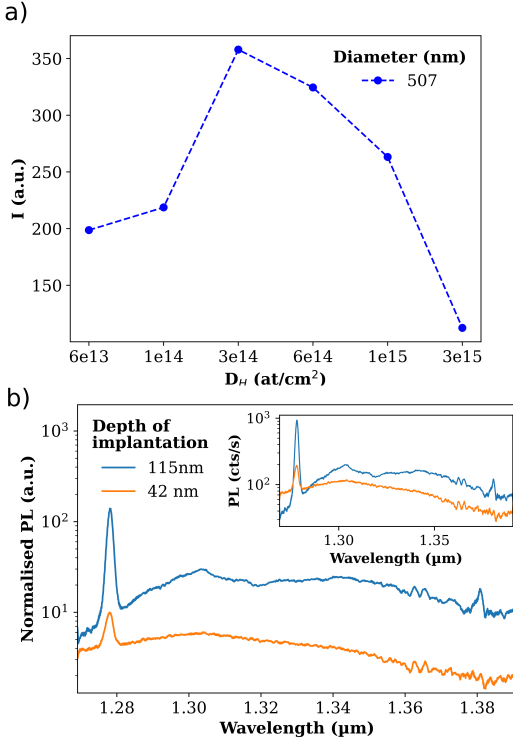 a)
I (a.u.)
350
300
250
200
150
Diameter (nm)
507
6e13 1e14 3e14 6e14 1e15 3e15
D_H (at/cm²)
b)
Normalised PL (a.u.)
10²
10¹
Depth of
implantation
115nm
42 nm
PL (cts/s)
10³
10²
1.30 1.35
Wavelength (μm)
1.28 1.30 1.32 1.34 1.36 1.38
Wavelength (μm)